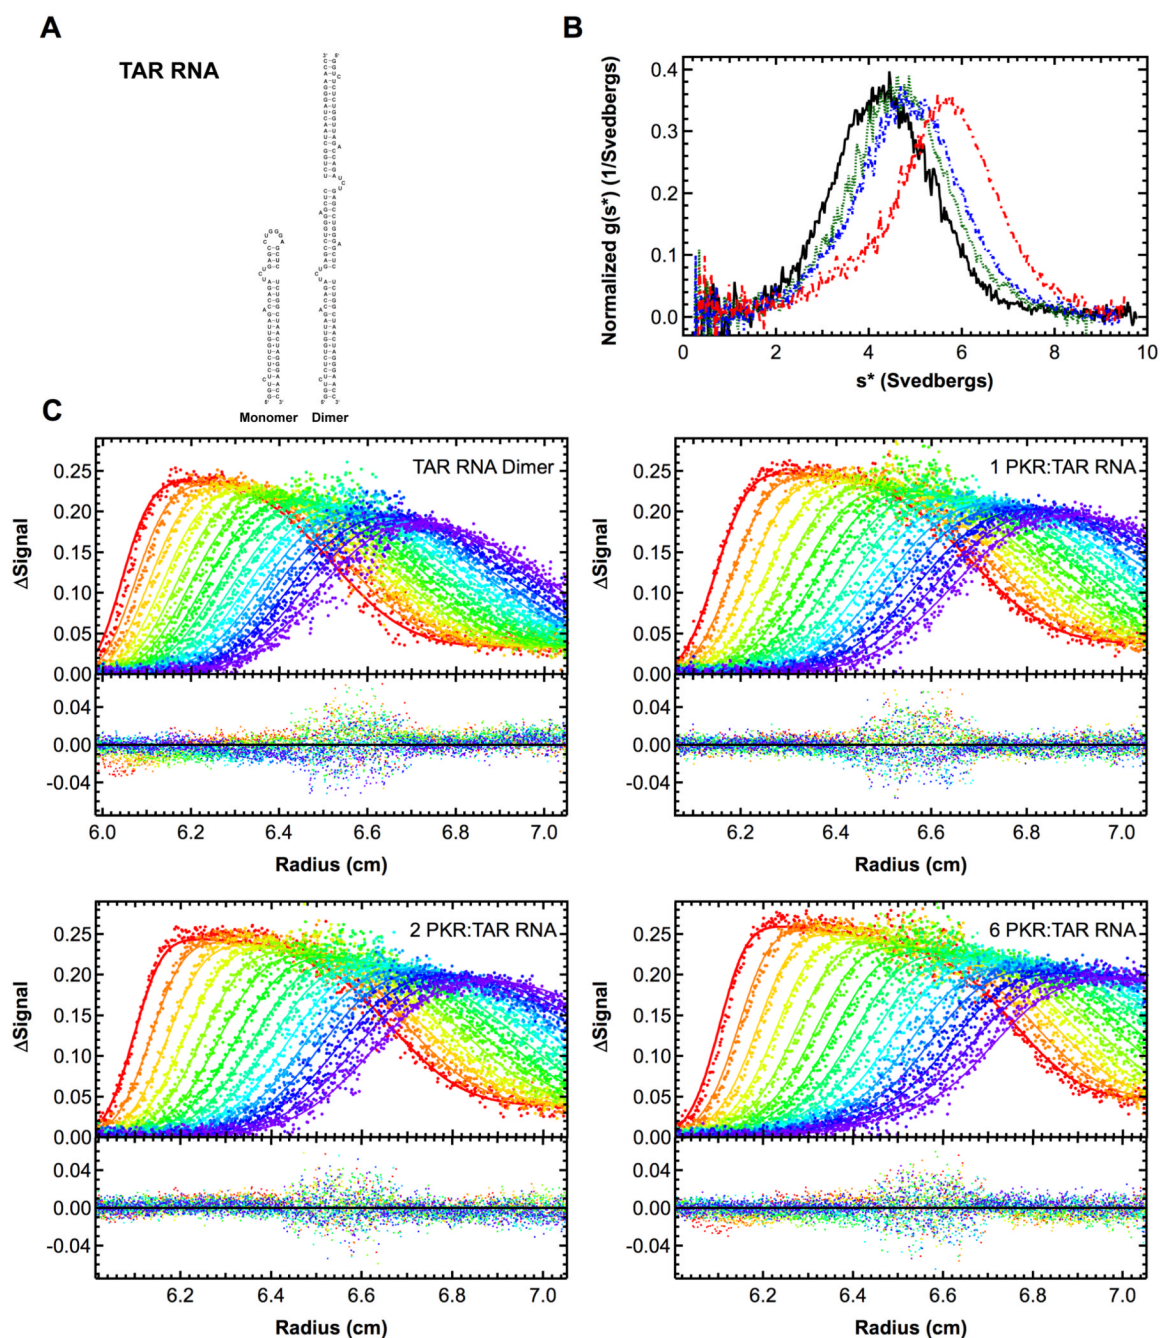 A
TAR RNA
3' 5'
5' 3'
5' 3'
Monomer Dimer
B
Normalized g(s*) (1/Svedbergs)
0.4
0.3
0.2
0.1
0.0
0 2 4 6 8 10
s* (Svedbergs)
C
TAR RNA Dimer
ΔSignal
0.25
0.20
0.15
0.10
0.05
0.00
0.04
0.00
-0.04
6.0 6.2 6.4 6.6 6.8 7.0
Radius (cm)
1 PKR:TAR RNA
ΔSignal
0.25
0.20
0.15
0.10
0.05
0.00
0.04
0.00
-0.04
6.2 6.4 6.6 6.8 7.0
Radius (cm)
2 PKR:TAR RNA
ΔSignal
0.25
0.20
0.15
0.10
0.05
0.00
0.04
0.00
-0.04
6.2 6.4 6.6 6.8 7.0
Radius (cm)
6 PKR:TAR RNA
ΔSignal
0.25
0.20
0.15
0.10
0.05
0.00
0.04
0.00
-0.04
6.2 6.4 6.6 6.8 7.0
Radius (cm)